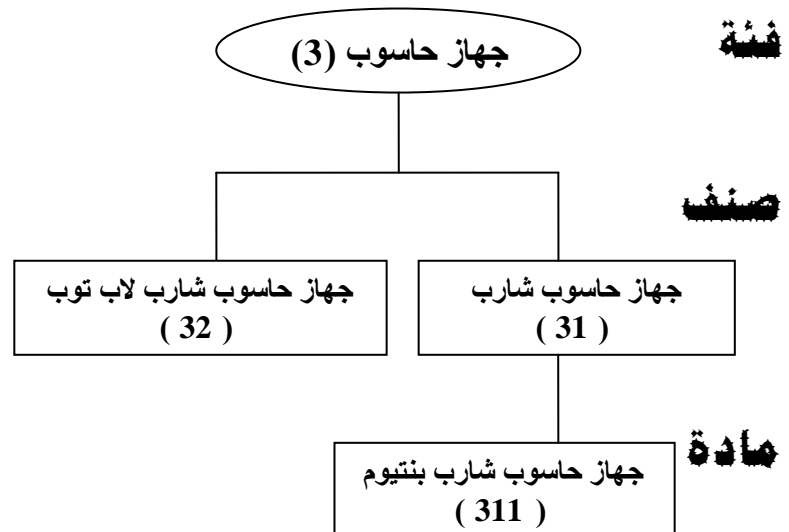 فئة
جهاز حاسوب (3)
صنف
جهاز حاسوب شارب
( 31 )
جهاز حاسوب شارب لاب توب
( 32 )
مادة
جهاز حاسوب شارب بنتيوم
( 311 )